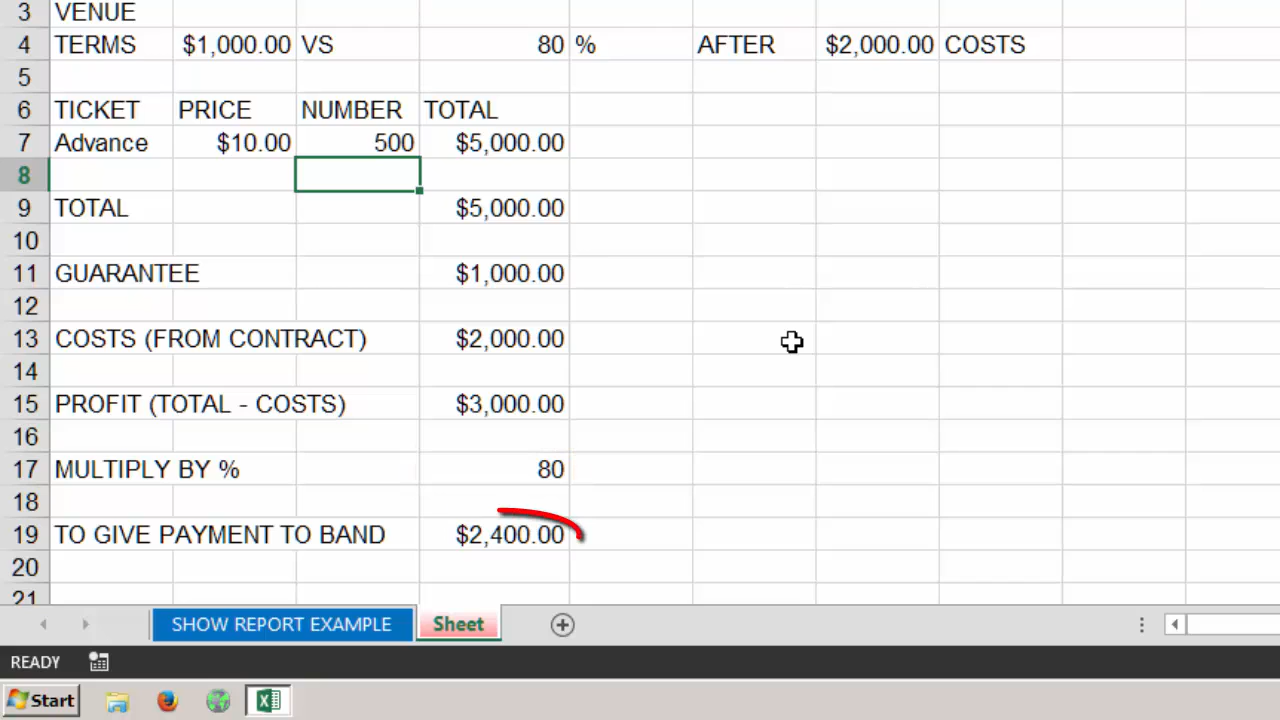 3 VENUE
4 TERMS $1,000.00 VS 80 % AFTER $2,000.00 COSTS
5
6 TICKET PRICE NUMBER TOTAL
7 Advance $10.00 500 $5,000.00
8
9 TOTAL $5,000.00
10
11 GUARANTEE $1,000.00
12
13 COSTS (FROM CONTRACT) $2,000.00
14
15 PROFIT (TOTAL - COSTS) $3,000.00
16
17 MULTIPLY BY % 80
18
19 TO GIVE PAYMENT TO BAND $2,400.00
20
21
SHOW REPORT EXAMPLE Sheet
READY
Start